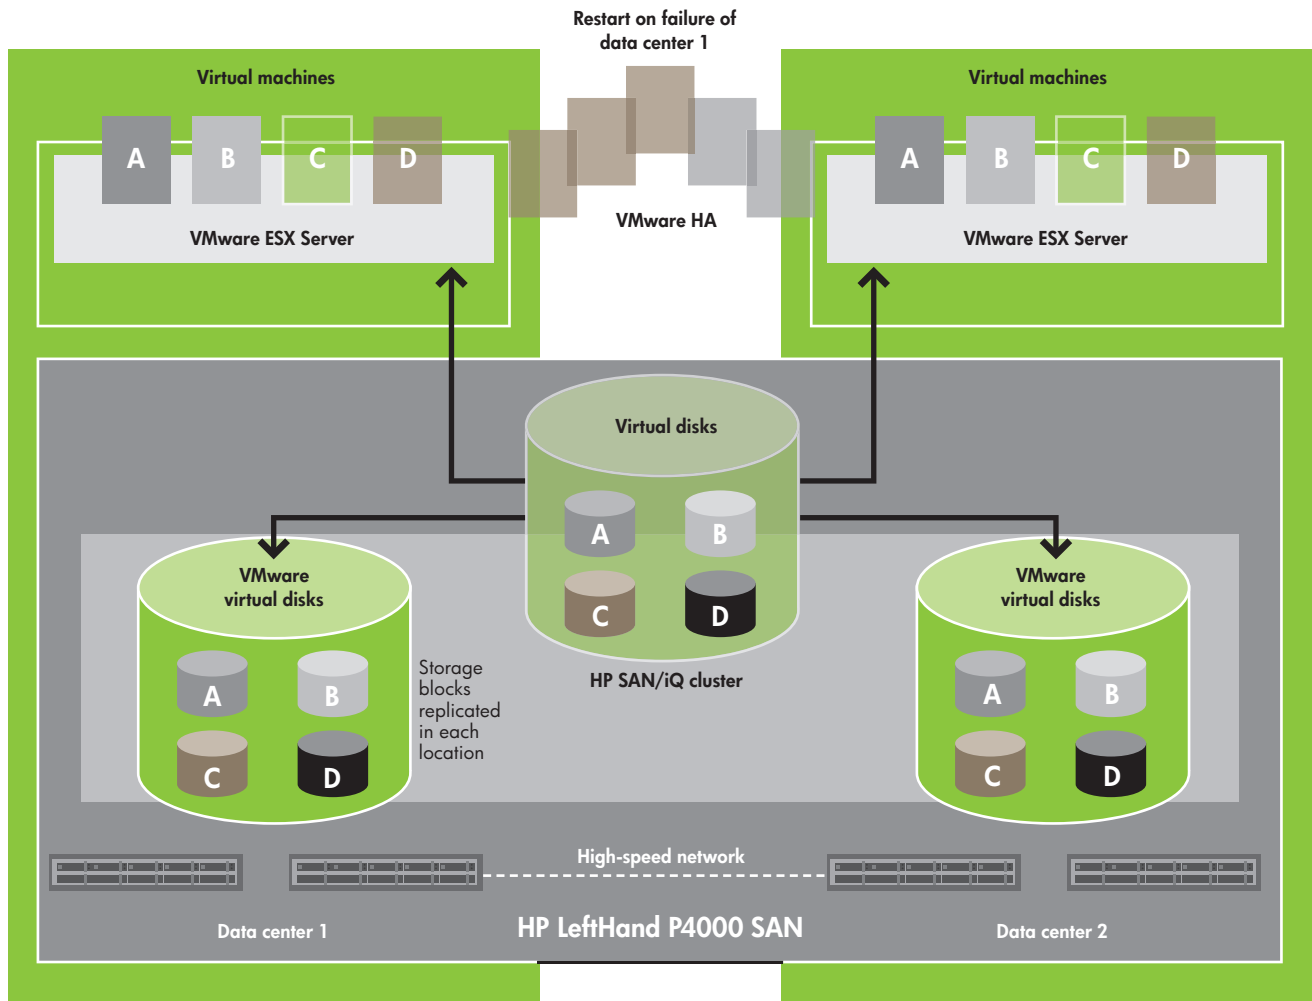 Restart on failure of
data center 1
Virtual machines
Virtual machines
A B C D
A B C D
VMware ESX Server
VMware HA
VMware ESX Server
Virtual disks
A B
C D
HP SAN/iQ cluster
VMware
virtual disks
A B
C D
Storage
blocks
replicated
in each
location
VMware
virtual disks
A B
C D
High-speed network
Data center 1
HP LeftHand P4000 SAN
Data center 2